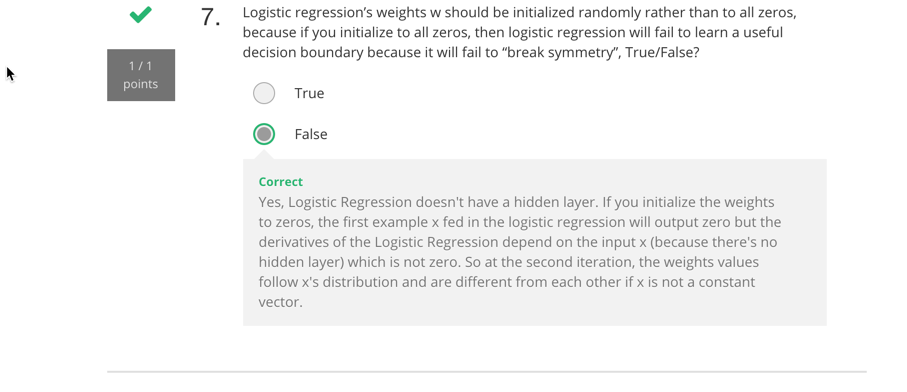 7.
Logistic regression's weights w should be initialized randomly rather than to all zeros,
because if you initialize to all zeros, then logistic regression will fail to learn a useful
decision boundary because it will fail to “break symmetry”, True/False?
1 / 1
points
True
False
Correct
Yes, Logistic Regression doesn't have a hidden layer. If you initialize the weights
to zeros, the first example x fed in the logistic regression will output zero but the
derivatives of the Logistic Regression depend on the input x (because there's no
hidden layer) which is not zero. So at the second iteration, the weights values
follow x's distribution and are different from each other if x is not a constant
vector.